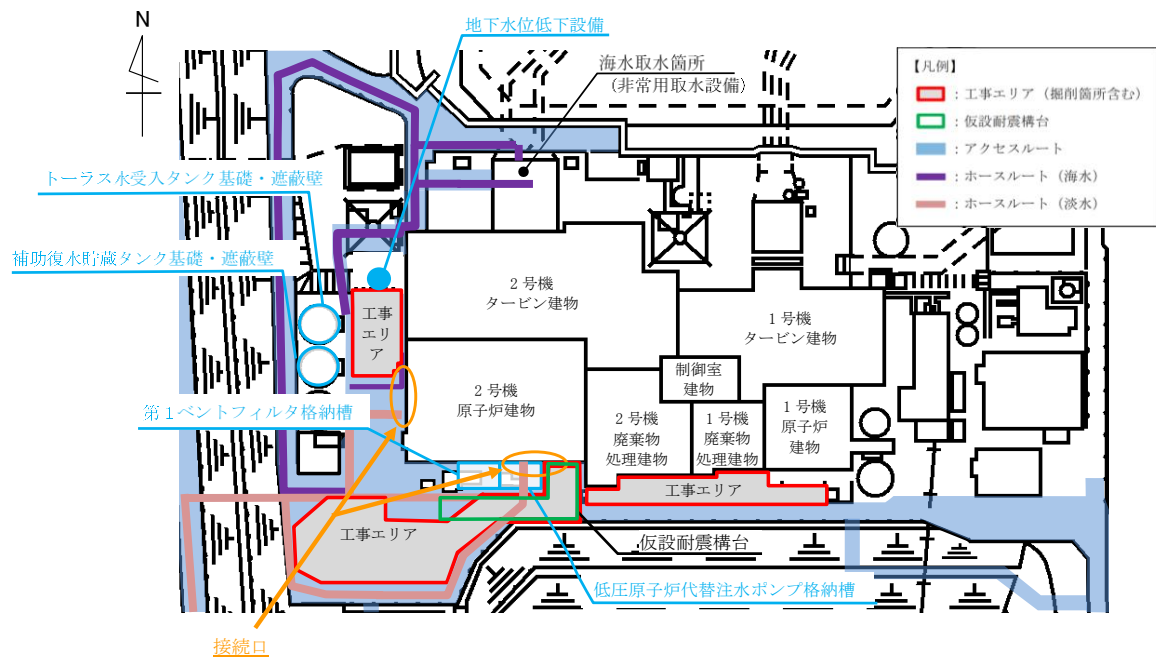 N
地下水位低下設備
海水取水箇所
(非常用取水設備)
【凡例】
：工事エリア（掘削箇所含む）
：仮設耐震構台
：アクセスルート
：ホースルート（海水）
：ホースルート（淡水）
トーラス水受入タンク基礎・遮蔽壁
補助復水貯蔵タンク基礎・遮蔽壁
２号機
タービン建物
１号機
タービン建物
工事
エリ
ア
制御室
建物
２号機
原子炉建物
第１ベントフィルタ格納槽
２号機
廃棄物
処理建物
１号機
廃棄物
処理建物
１号機
原子炉
建物
工事エリア
工事エリア
仮設耐震構台
低圧原子炉代替注水ポンプ格納槽
接続口